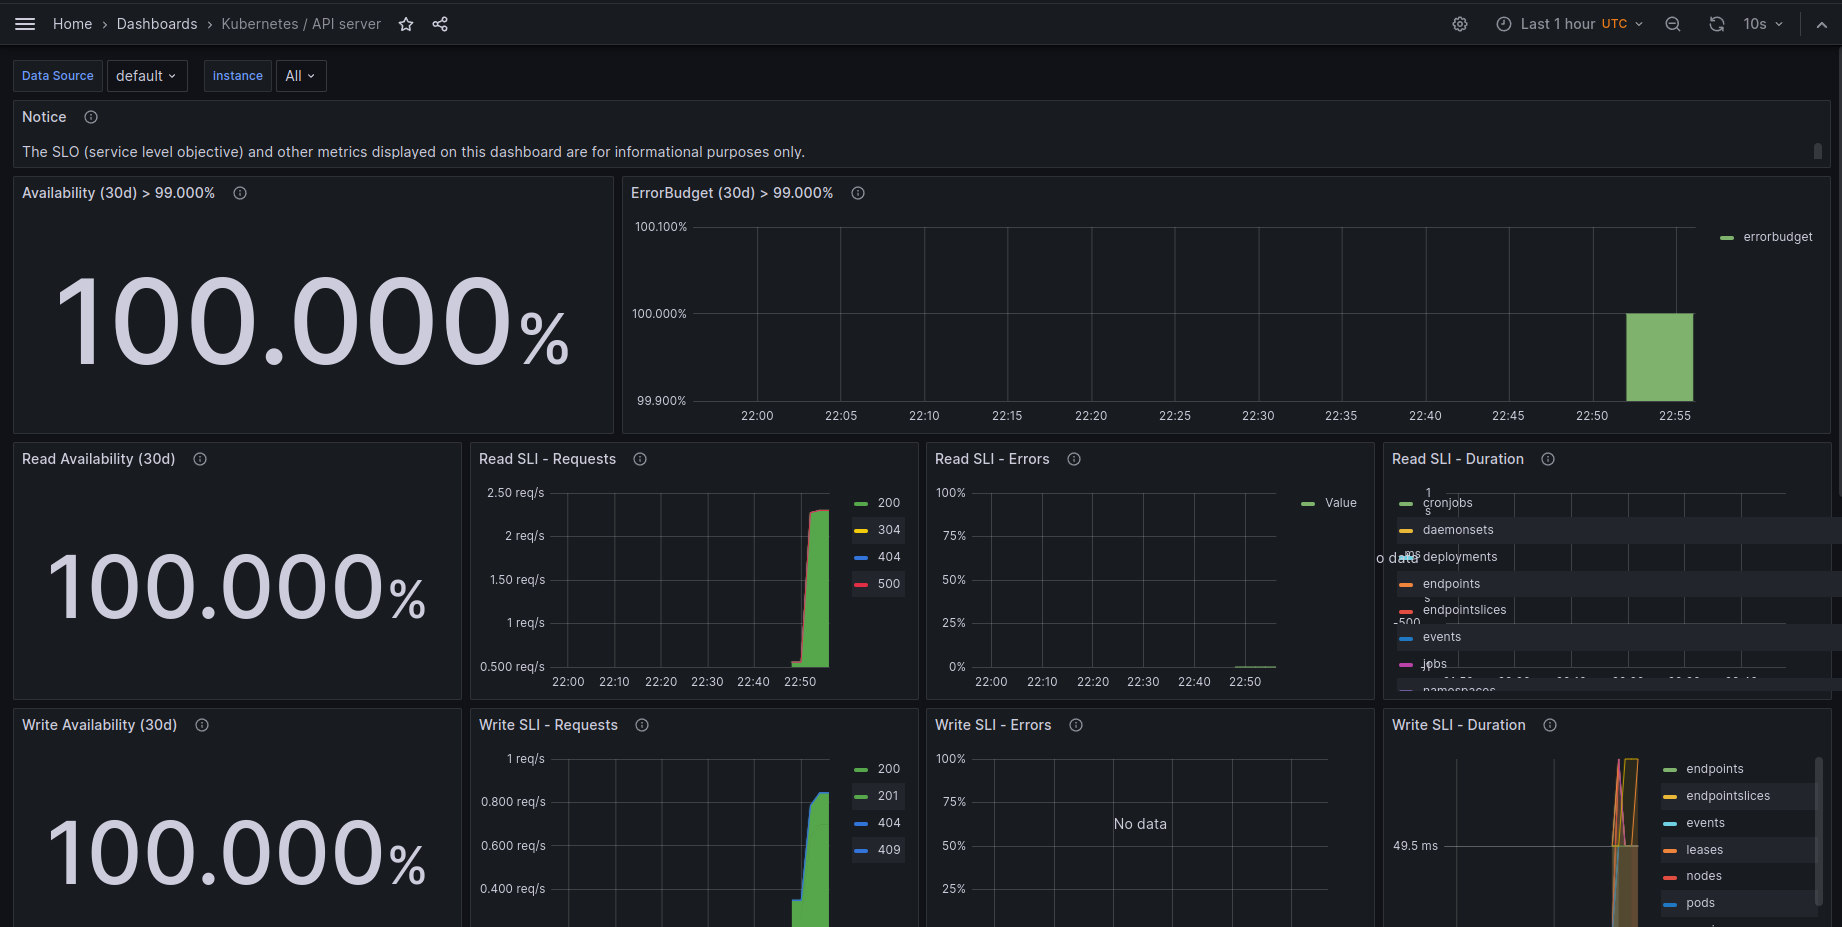 Home › Dashboards › Kubernetes / API server
Last 1 hour UTC
10s
Data Source default
instance All
Notice
The SLO (service level objective) and other metrics displayed on this dashboard are for informational purposes only.
Availability (30d) > 99.000%
100.000%
ErrorBudget (30d) > 99.000%
100.100%
100.000%
99.900%
22:00 22:05 22:10 22:15 22:20 22:25 22:30 22:35 22:40 22:45 22:50 22:55
errorbudget
Read Availability (30d)
100.000%
Read SLI - Requests
2.50 req/s
2 req/s
1.50 req/s
1 req/s
0.500 req/s
22:00 22:10 22:20 22:30 22:40 22:50
200
304
404
500
Read SLI - Errors
100%
75%
50%
25%
0%
22:00 22:10 22:20 22:30 22:40 22:50
Value
Read SLI - Duration
1
s
cronjobs
daemonsets
o data
ms
deployments
endpoints
s
endpointslices
-500
events
jobs
namespaces
Write Availability (30d)
100.000%
Write SLI - Requests
1 req/s
0.800 req/s
0.600 req/s
0.400 req/s
200
201
404
409
Write SLI - Errors
100%
75%
50%
25%
No data
Write SLI - Duration
49.5 ms
endpoints
endpointslices
events
leases
nodes
pods